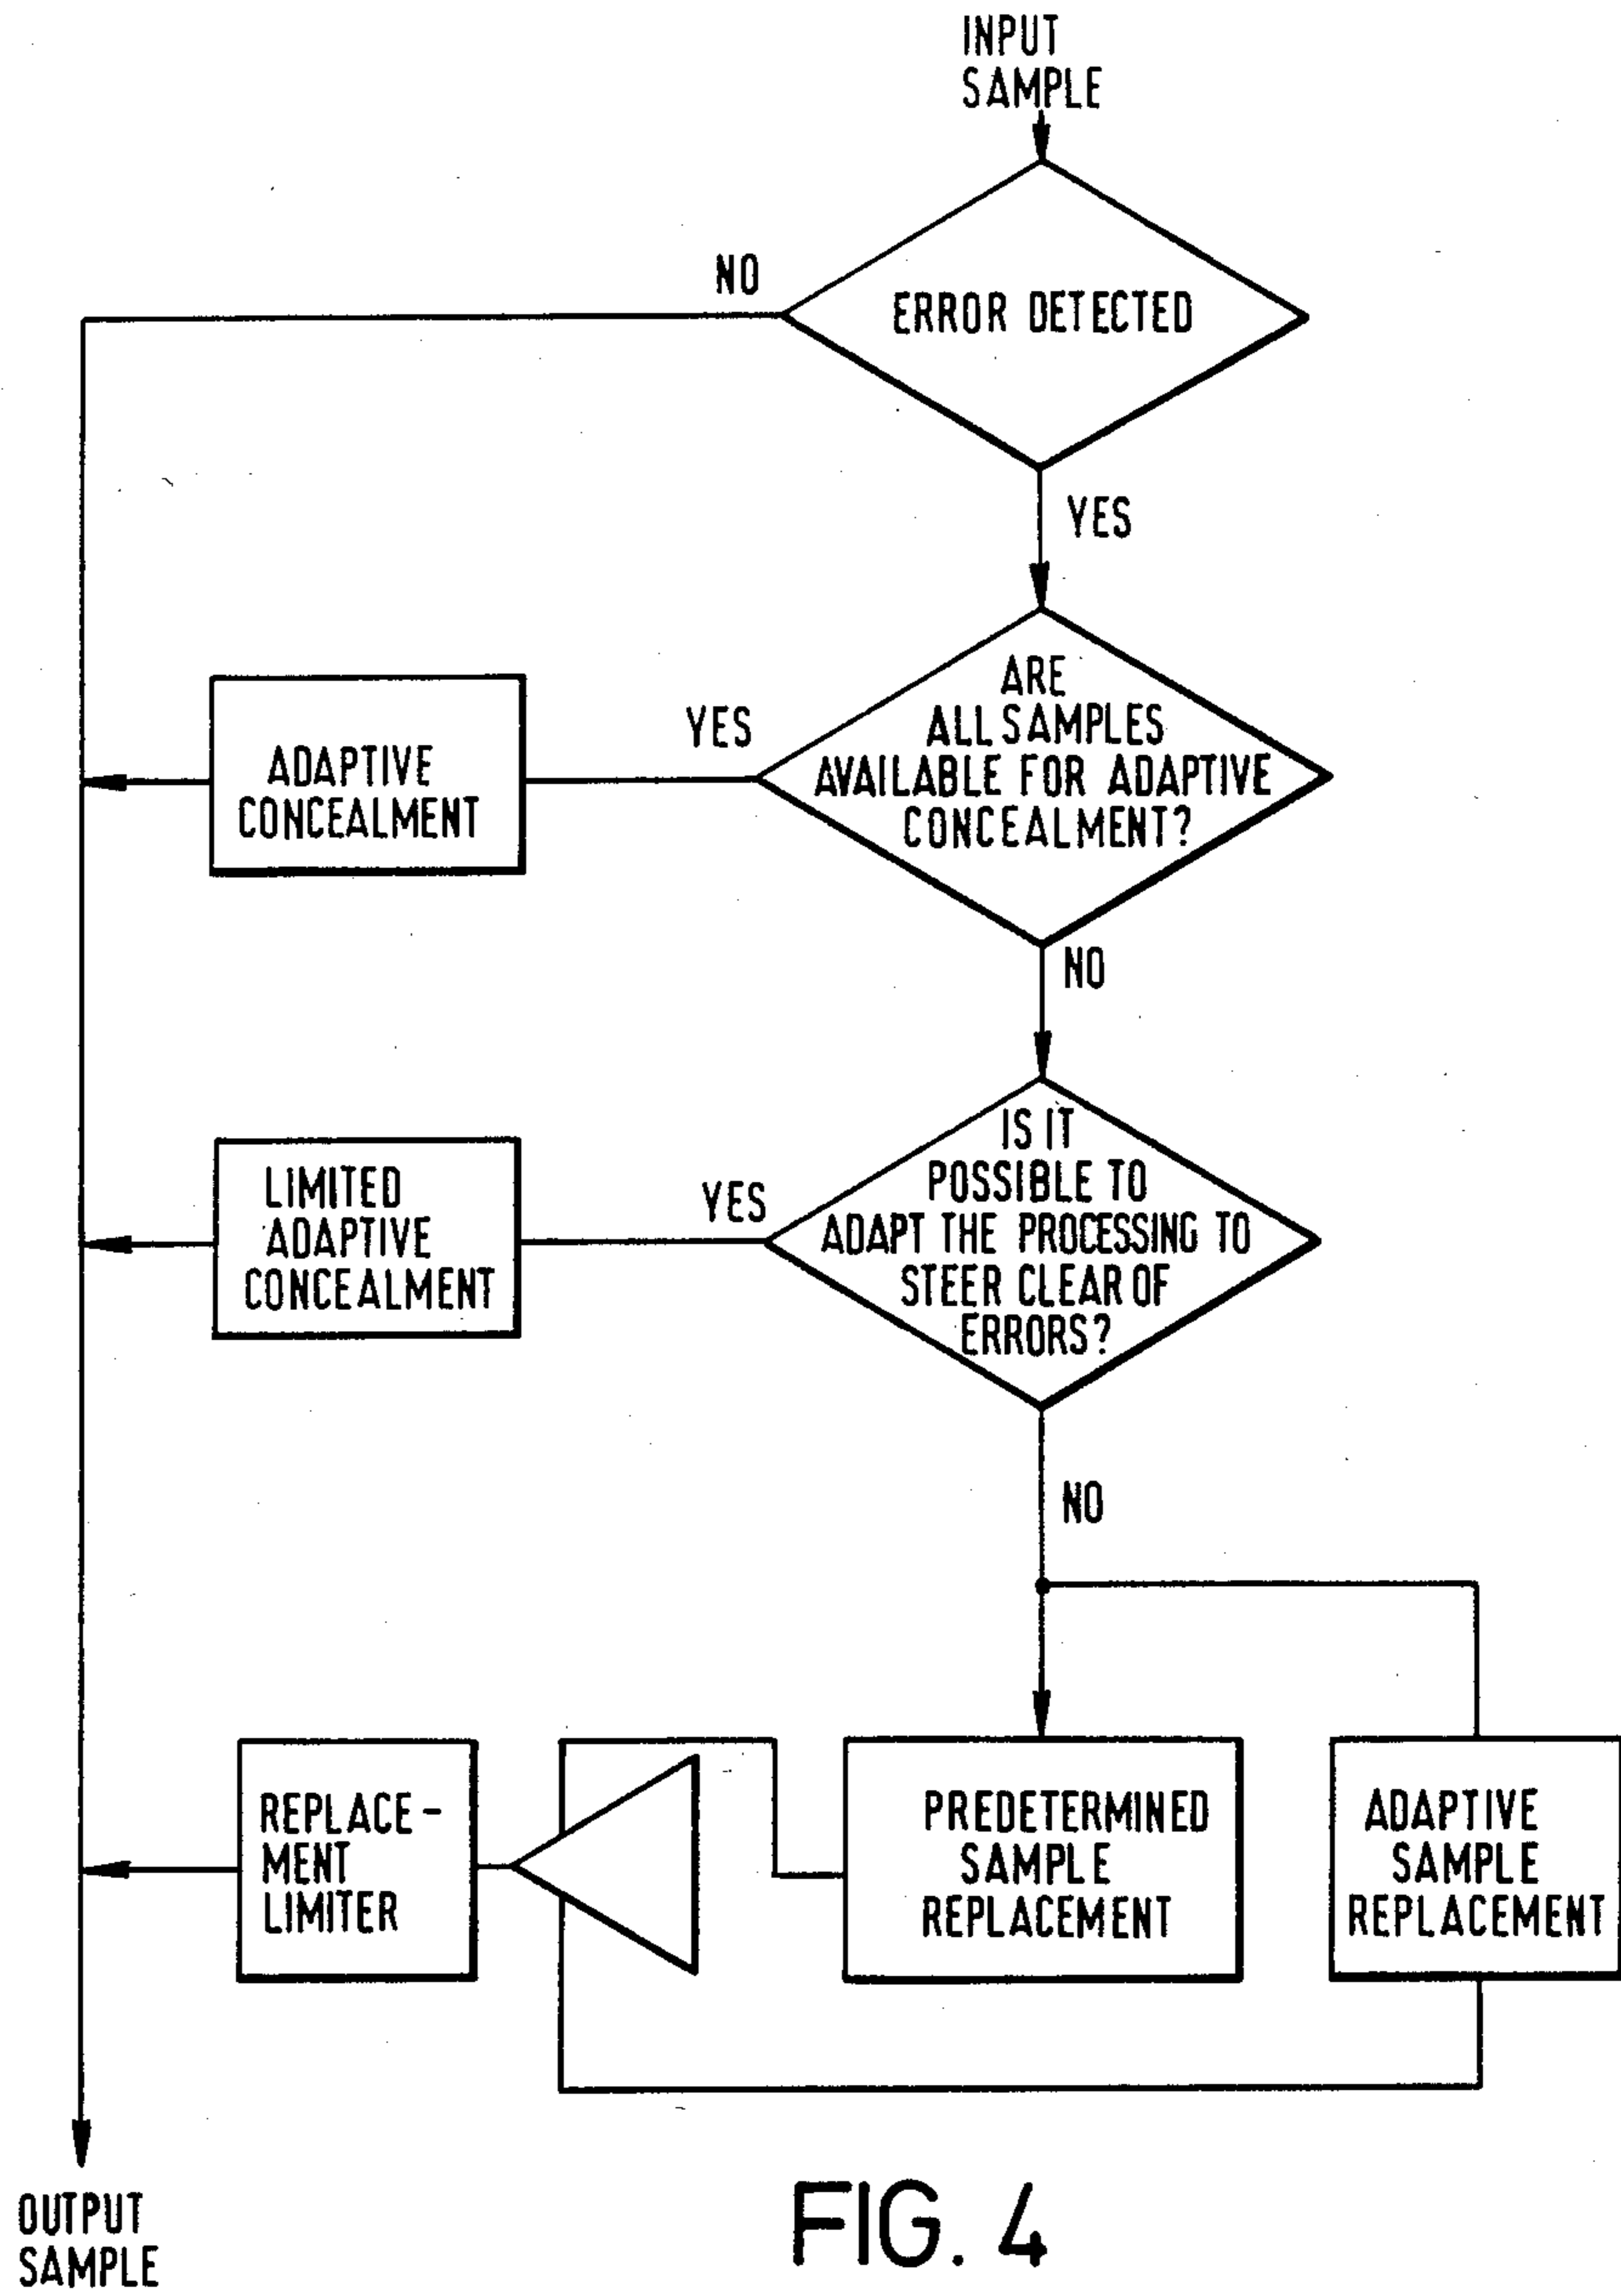 INPUT
SAMPLE
NO
ERROR DETECTED
YES
ARE
ALL SAMPLES
AVAILABLE FOR ADAPTIVE
CONCEALMENT?
YES
ADAPTIVE
CONCEALMENT
NO
IS IT
POSSIBLE TO
ADAPT THE PROCESSING TO
STEER CLEAR OF
ERRORS?
YES
LIMITED
ADAPTIVE
CONCEALMENT
NO
REPLACE-
MENT
LIMITER
PREDETERMINED
SAMPLE
REPLACEMENT
ADAPTIVE
SAMPLE
REPLACEMENT
OUTPUT
SAMPLE
FIG. 4